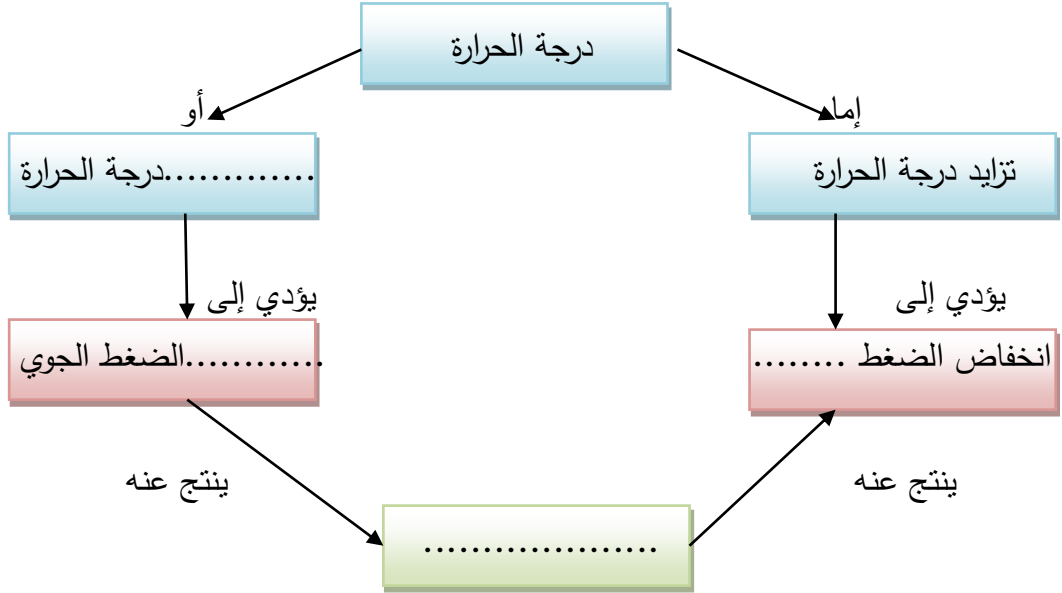 درجة الحرارة
إما
أو
تزايد درجة الحرارة
.............درجة الحرارة
يؤدي إلى
يؤدي إلى
انخفاض الضغط ........
............الضغط الجوي
ينتج عنه
ينتج عنه
....................